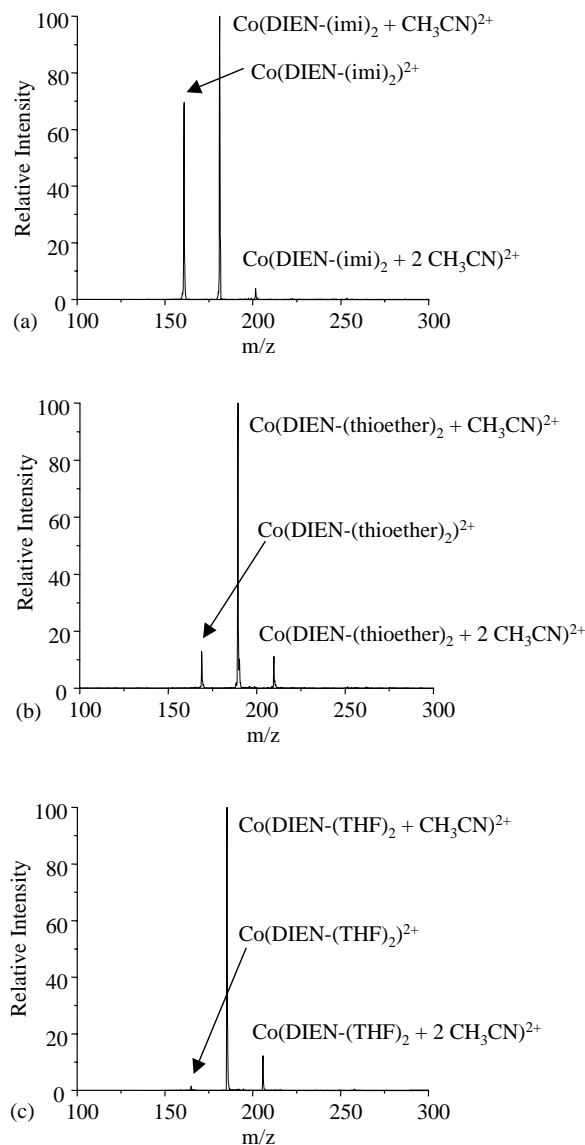 100
80
60
40
20
0
Relative Intensity
Co(DIEN-(imi)₂ + CH₃CN)²⁺
Co(DIEN-(imi)₂)²⁺
Co(DIEN-(imi)₂ + 2 CH₃CN)²⁺
(a)
100 150 200 250 300
m/z
100
80
60
40
20
0
Relative Intensity
Co(DIEN-(thioether)₂ + CH₃CN)²⁺
Co(DIEN-(thioether)₂)²⁺
Co(DIEN-(thioether)₂ + 2 CH₃CN)²⁺
(b)
100 150 200 250 300
m/z
100
80
60
40
20
0
Relative Intensity
Co(DIEN-(THF)₂ + CH₃CN)²⁺
Co(DIEN-(THF)₂)²⁺
Co(DIEN-(THF)₂ + 2 CH₃CN)²⁺
(c)
100 150 200 250 300
m/z